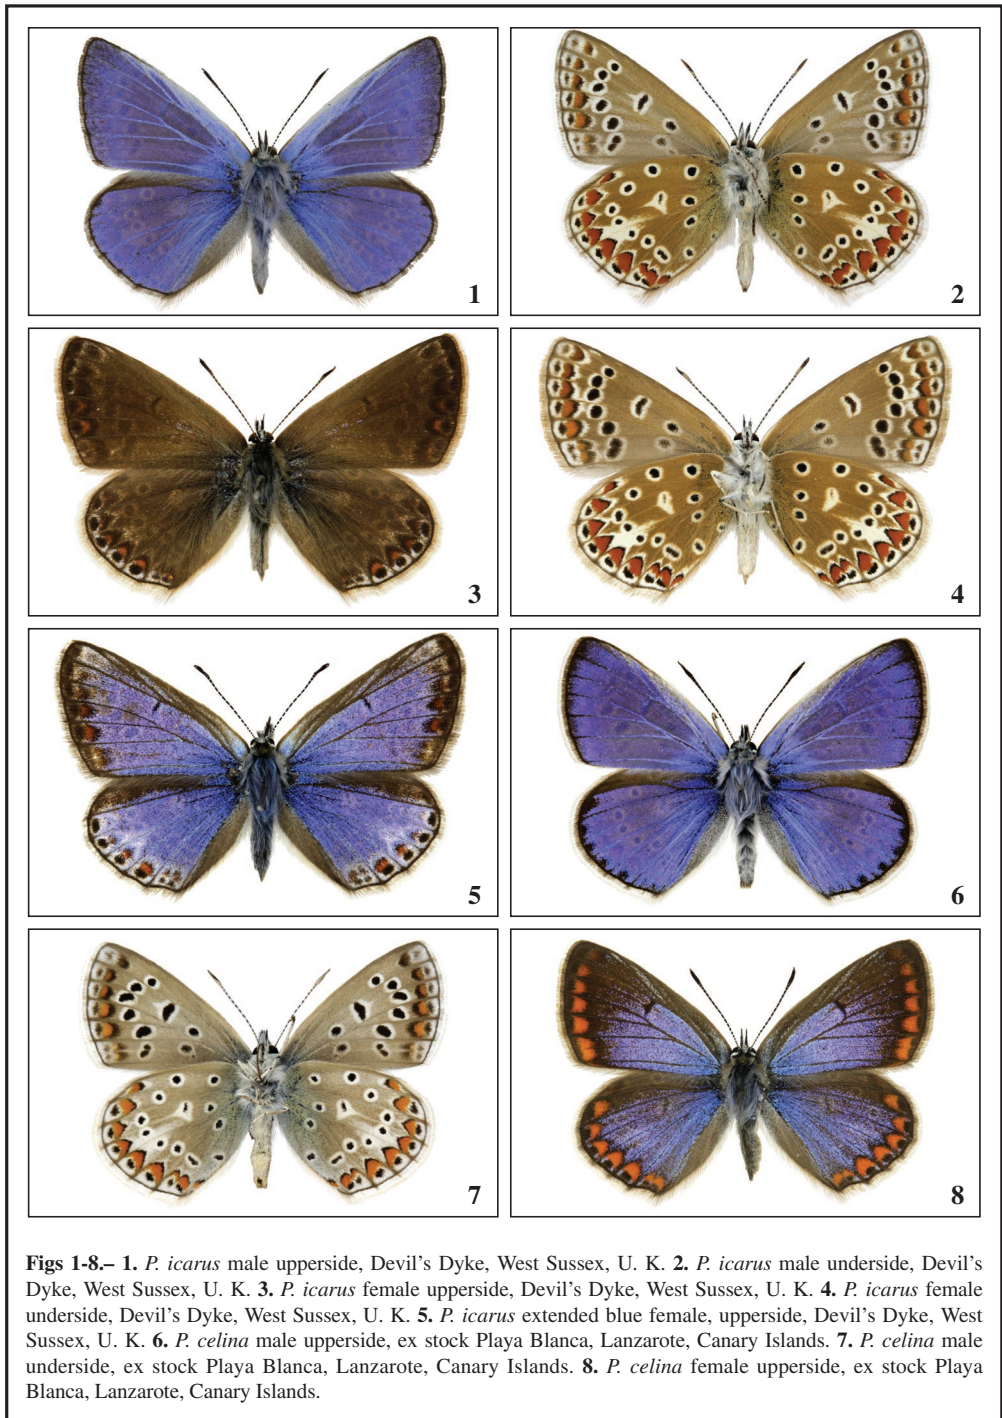 1
2
3
4
5
6
7
8
Figs 1-8.– 1. P. icarus male upperside, Devil's Dyke, West Sussex, U. K. 2. P. icarus male underside, Devil's
Dyke, West Sussex, U. K. 3. P. icarus female upperside, Devil's Dyke, West Sussex, U. K. 4. P. icarus female
underside, Devil's Dyke, West Sussex, U. K. 5. P. icarus extended blue female, upperside, Devil's Dyke, West
Sussex, U. K. 6. P. celina male upperside, ex stock Playa Blanca, Lanzarote, Canary Islands. 7. P. celina male
underside, ex stock Playa Blanca, Lanzarote, Canary Islands. 8. P. celina female upperside, ex stock Playa
Blanca, Lanzarote, Canary Islands.